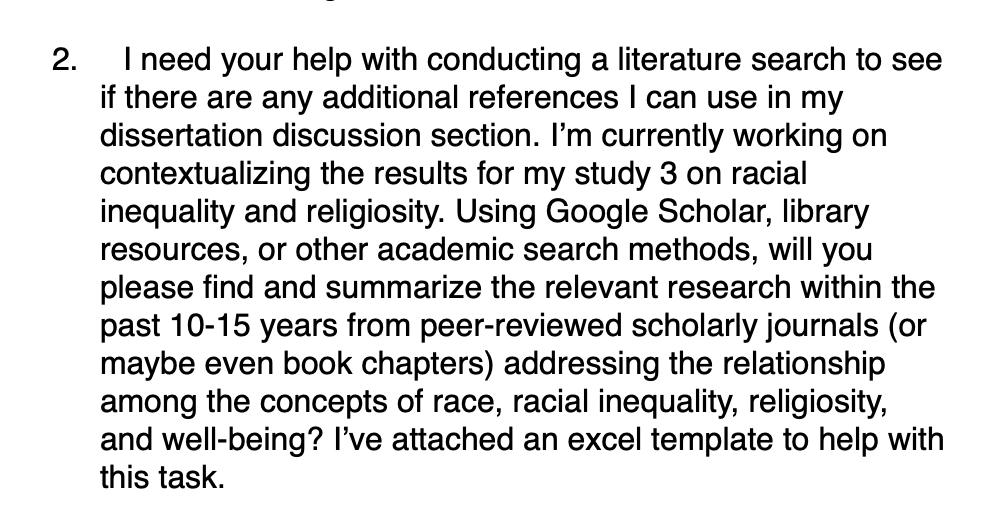 2. I need your help with conducting a literature search to see
if there are any additional references I can use in my
dissertation discussion section. I’m currently working on
contextualizing the results for my study 3 on racial
inequality and religiosity. Using Google Scholar, library
resources, or other academic search methods, will you
please find and summarize the relevant research within the
past 10-15 years from peer-reviewed scholarly journals (or
maybe even book chapters) addressing the relationship
among the concepts of race, racial inequality, religiosity,
and well-being? I’ve attached an excel template to help with
this task.